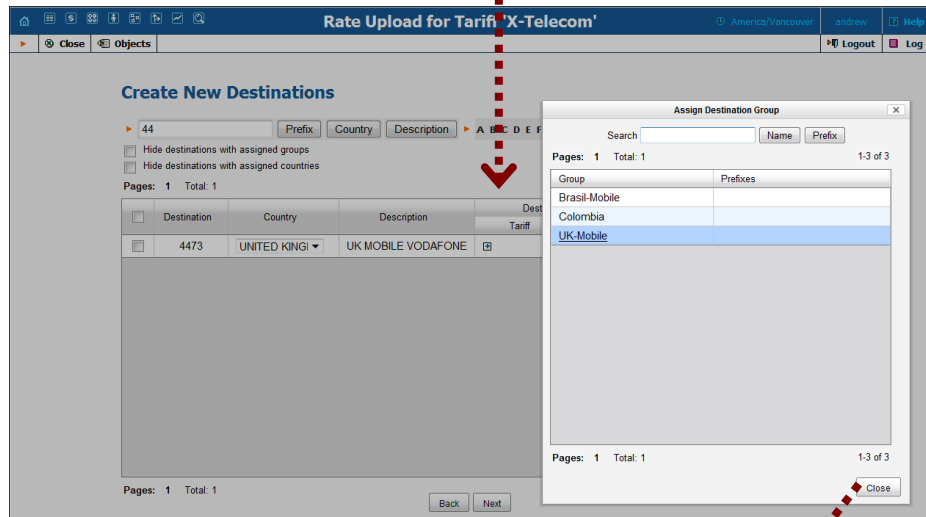 Rate Upload for Tariff 'X-Telecom'
America/Vancouver
andrew
Help
Close
Objects
Logout
Log
Create New Destinations
44
Prefix
Country
Description
A B C D E F
Hide destinations with assigned groups
Hide destinations with assigned countries
Pages: 1 Total: 1
Destination
Country
Description
Dest
Tariff
4473
UNITED KINGI
UK MOBILE VODAFONE
Pages: 1 Total: 1
Back
Next
Assign Destination Group
Search
Name
Prefix
Pages: 1 Total: 1
1-3 of 3
Group
Prefixes
Brasil-Mobile
Colombia
UK-Mobile
Pages: 1 Total: 1
1-3 of 3
Close